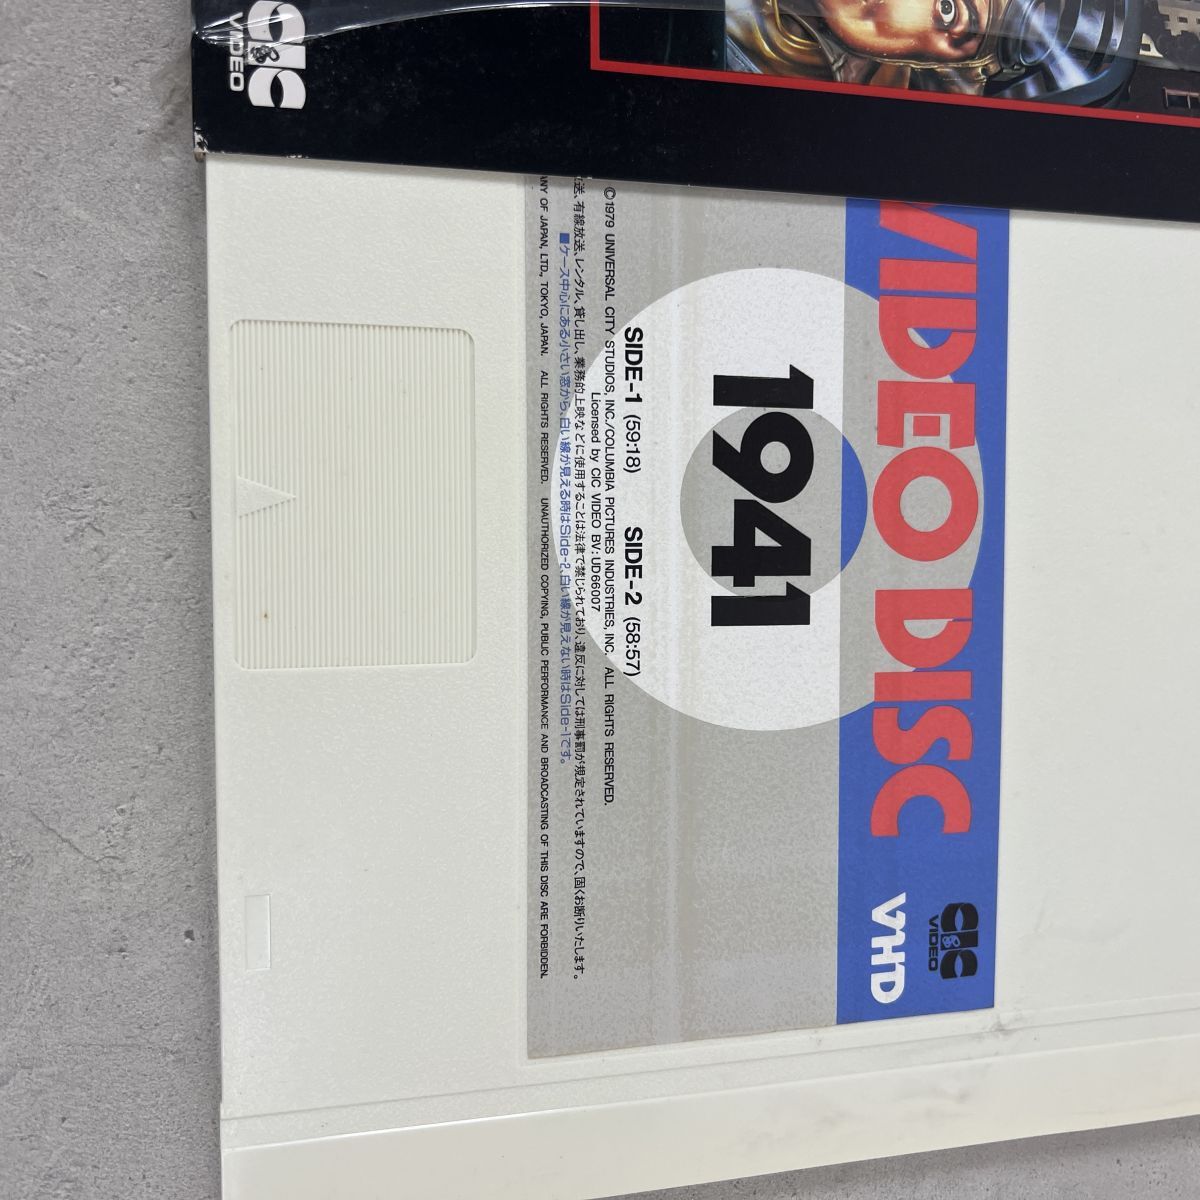 CIC
VIDEO
VIDEO DISC
CIC
VIDEO
VHD
1941
SIDE-1 (59:18) SIDE-2 (58:57)
©1979 UNIVERSAL CITY STUDIOS, INC./COLUMBIA PICTURES INDUSTRIES, INC. ALL RIGHTS RESERVED.
Licensed by CIC VIDEO BV: UD66007
送、有線放送、レンタル、貸し出し、業務的上映などに使用することは法律で禁じられており、違反に対しては刑事罰が規定されていますので、固くお断りいたします。
■ケース中心にある小さい窓から、白い線が見える時はSide-2、白い線が見えない時はSide-1です。
ANY OF JAPAN, LTD., TOKYO, JAPAN. ALL RIGHTS RESERVED. UNAUTHORIZED COPYING, PUBLIC PERFORMANCE AND BROADCASTING OF THIS DISC ARE FORBIDDEN.